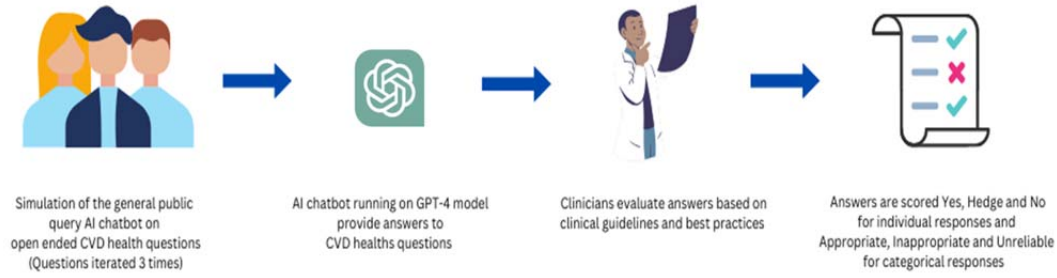 Simulation of the general public
query AI chatbot on
open ended CVD health questions
(Questions iterated 3 times)
AI chatbot running on GPT-4 model
provide answers to
CVD healths questions
Clinicians evaluate answers based on
clinical guidelines and best practices
Answers are scored Yes, Hedge and No
for individual responses and
Appropriate, Inappropriate and Unreliable
for categorical responses